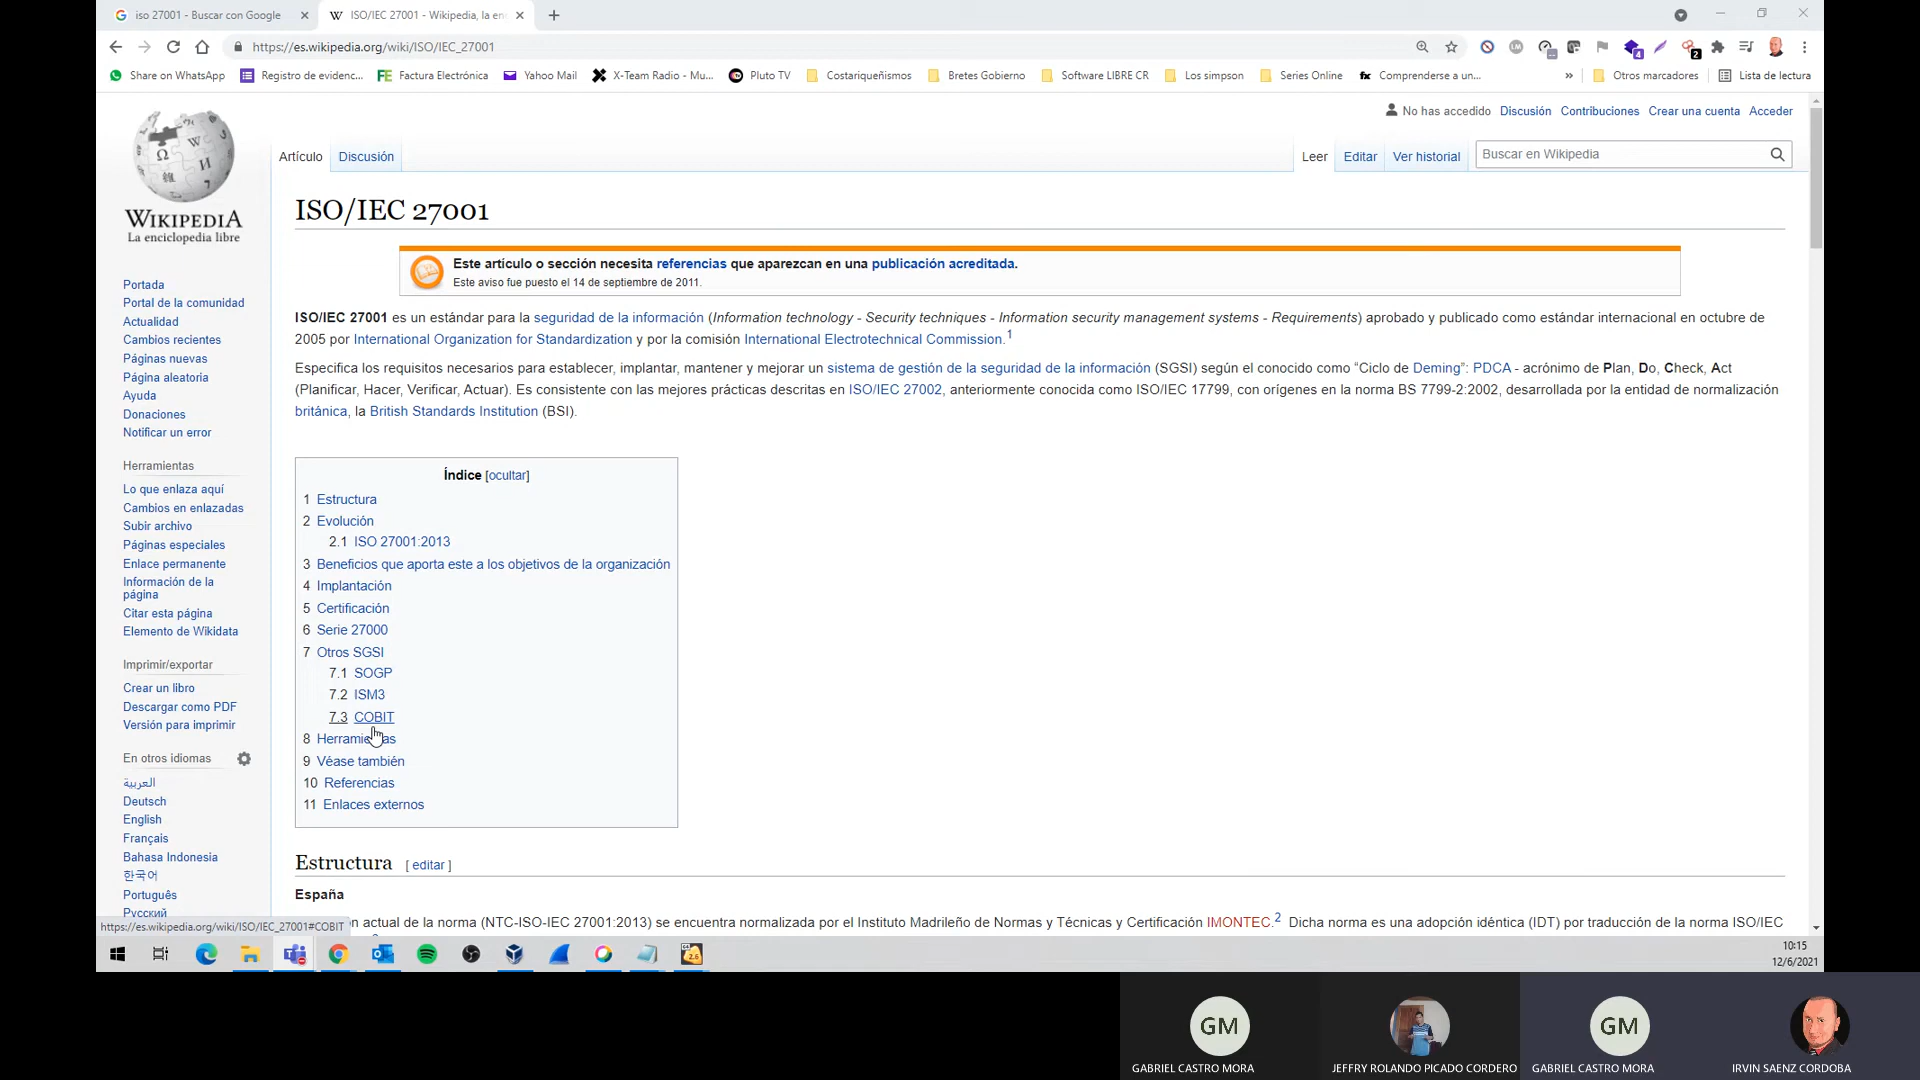 iso 27001 - Buscar con Google
ISO/IEC 27001 - Wikipedia, la en
https://es.wikipedia.org/wiki/ISO/IEC_27001
Share on WhatsApp
Registro de evidenc...
Factura Electrónica
Yahoo Mail
X-Team Radio - Mu...
Pluto TV
Costariqueñismos
Bretes Gobierno
Software LIBRE CR
Los simpson
Series Online
Comprenderse a un...
»
Otros marcadores
Lista de lectura
No has accedido Discusión Contribuciones Crear una cuenta Acceder
Artículo Discusión
Leer Editar Ver historial
Buscar en Wikipedia
WIKIPEDIA
La enciclopedia libre
Portada
Portal de la comunidad
Actualidad
Cambios recientes
Páginas nuevas
Página aleatoria
Ayuda
Donaciones
Notificar un error
Herramientas
Lo que enlaza aquí
Cambios en enlazadas
Subir archivo
Páginas especiales
Enlace permanente
Información de la
página
Citar esta página
Elemento de Wikidata
Imprimir/exportar
Crear un libro
Descargar como PDF
Versión para imprimir
En otros idiomas
العربية
Deutsch
English
Français
Bahasa Indonesia
한국어
Português
Русский
ISO/IEC 27001
Este artículo o sección necesita referencias que aparezcan en una publicación acreditada.
Este aviso fue puesto el 14 de septiembre de 2011.
ISO/IEC 27001 es un estándar para la seguridad de la información (Information technology - Security techniques - Information security management systems - Requirements) aprobado y publicado como estándar internacional en octubre de
2005 por International Organization for Standardization y por la comisión International Electrotechnical Commission.1
Especifica los requisitos necesarios para establecer, implantar, mantener y mejorar un sistema de gestión de la seguridad de la información (SGSI) según el conocido como “Ciclo de Deming”: PDCA - acrónimo de Plan, Do, Check, Act
(Planificar, Hacer, Verificar, Actuar). Es consistente con las mejores prácticas descritas en ISO/IEC 27002, anteriormente conocida como ISO/IEC 17799, con orígenes en la norma BS 7799-2:2002, desarrollada por la entidad de normalización
británica, la British Standards Institution (BSI).
Índice [ocultar]
1 Estructura
2 Evolución
2.1 ISO 27001:2013
3 Beneficios que aporta este a los objetivos de la organización
4 Implantación
5 Certificación
6 Serie 27000
7 Otros SGSI
7.1 SOGP
7.2 ISM3
7.3 COBIT
8 Herramientas
9 Véase también
10 Referencias
11 Enlaces externos
Estructura [ editar ]
España
n actual de la norma (NTC-ISO-IEC 27001:2013) se encuentra normalizada por el Instituto Madrileño de Normas y Técnicas y Certificación IMONTEC.2 Dicha norma es una adopción idéntica (IDT) por traducción de la norma ISO/IEC
https://es.wikipedia.org/wiki/ISO/IEC_27001#COBIT
10:15
12/6/2021
GM
GM
GABRIEL CASTRO MORA
JEFFRY ROLANDO PICADO CORDERO
GABRIEL CASTRO MORA
IRVIN SAENZ CORDOBA